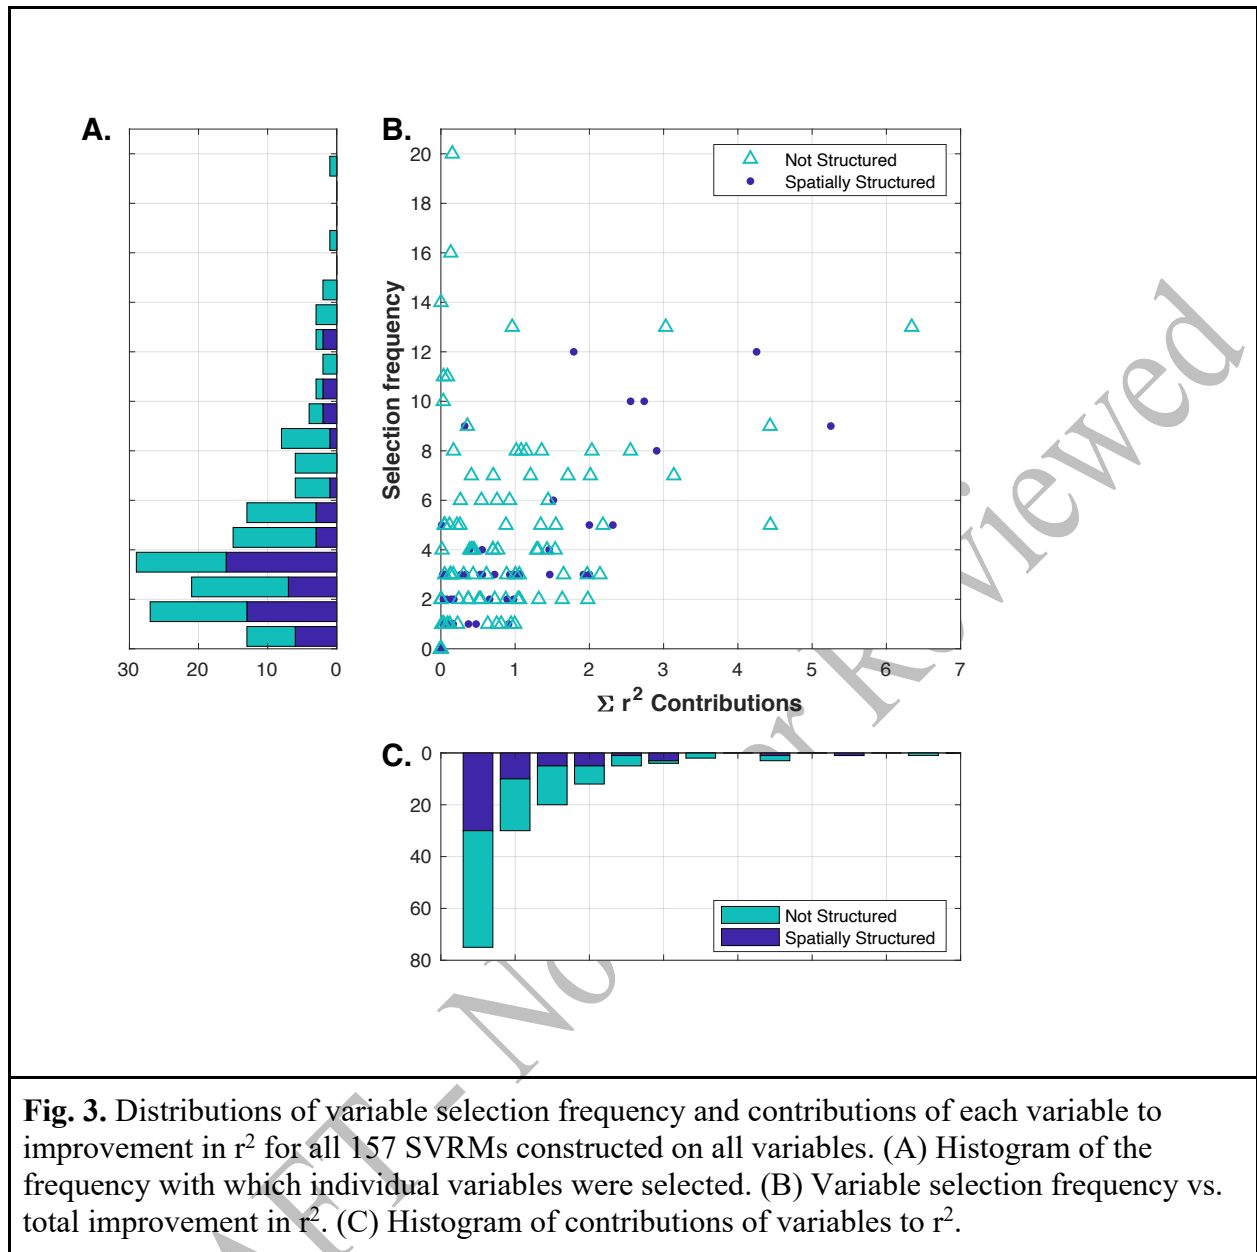 A.
B.
20
18
16
14
12
10
8
6
4
2
0
Selection frequency
Not Structured
Spatially Structured
30 20 10 0
0 1 2 3 4 5 6 7
Σ r² Contributions
C.
0
20
40
60
80
Not Structured
Spatially Structured
Fig. 3. Distributions of variable selection frequency and contributions of each variable to
improvement in r² for all 157 SVRMs constructed on all variables. (A) Histogram of the
frequency with which individual variables were selected. (B) Variable selection frequency vs.
total improvement in r². (C) Histogram of contributions of variables to r².